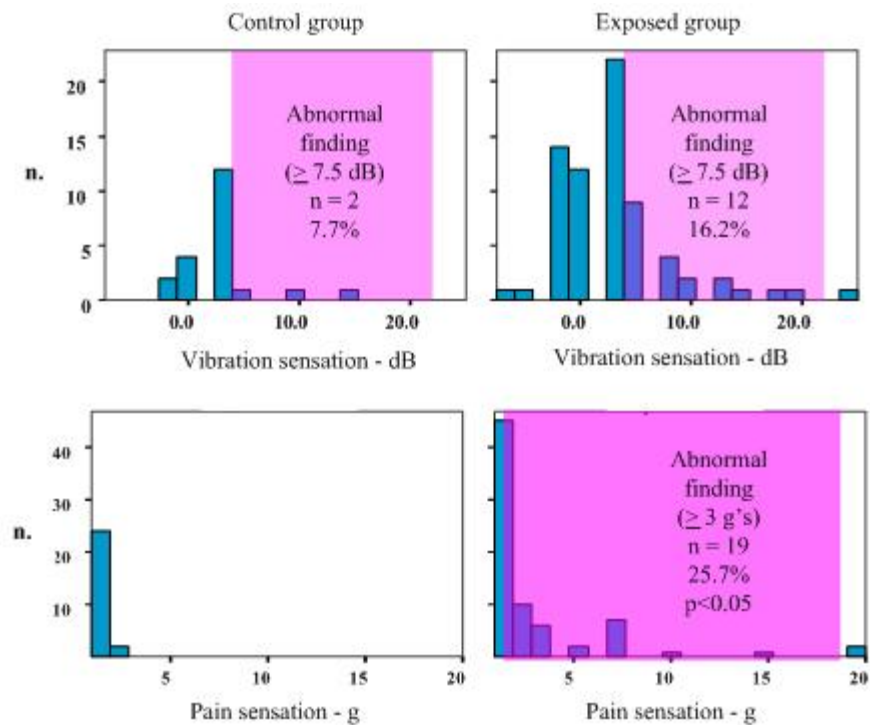 Control group
Exposed group
20
15
10
5
0
n.
Abnormal
finding
(≥ 7.5 dB)
n = 2
7.7%
0.0 10.0 20.0
Vibration sensation - dB
Abnormal
finding
(≥ 7.5 dB)
n = 12
16.2%
0.0 10.0 20.0
Vibration sensation - dB
40
30
20
10
n.
5 10 15 20
Pain sensation - g
Abnormal
finding
(≥ 3 g's)
n = 19
25.7%
p<0.05
5 10 15 20
Pain sensation - g